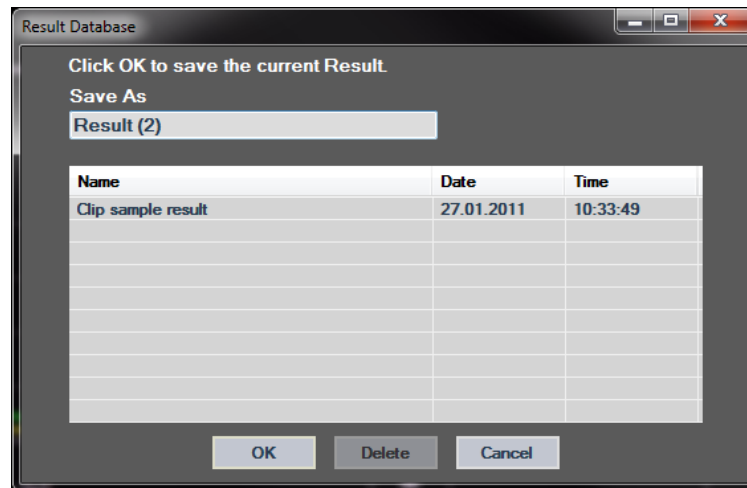 Result Database
Click OK to save the current Result.
Save As
Result (2)
Name Date Time
Clip sample result 27.01.2011 10:33:49
OK Delete Cancel